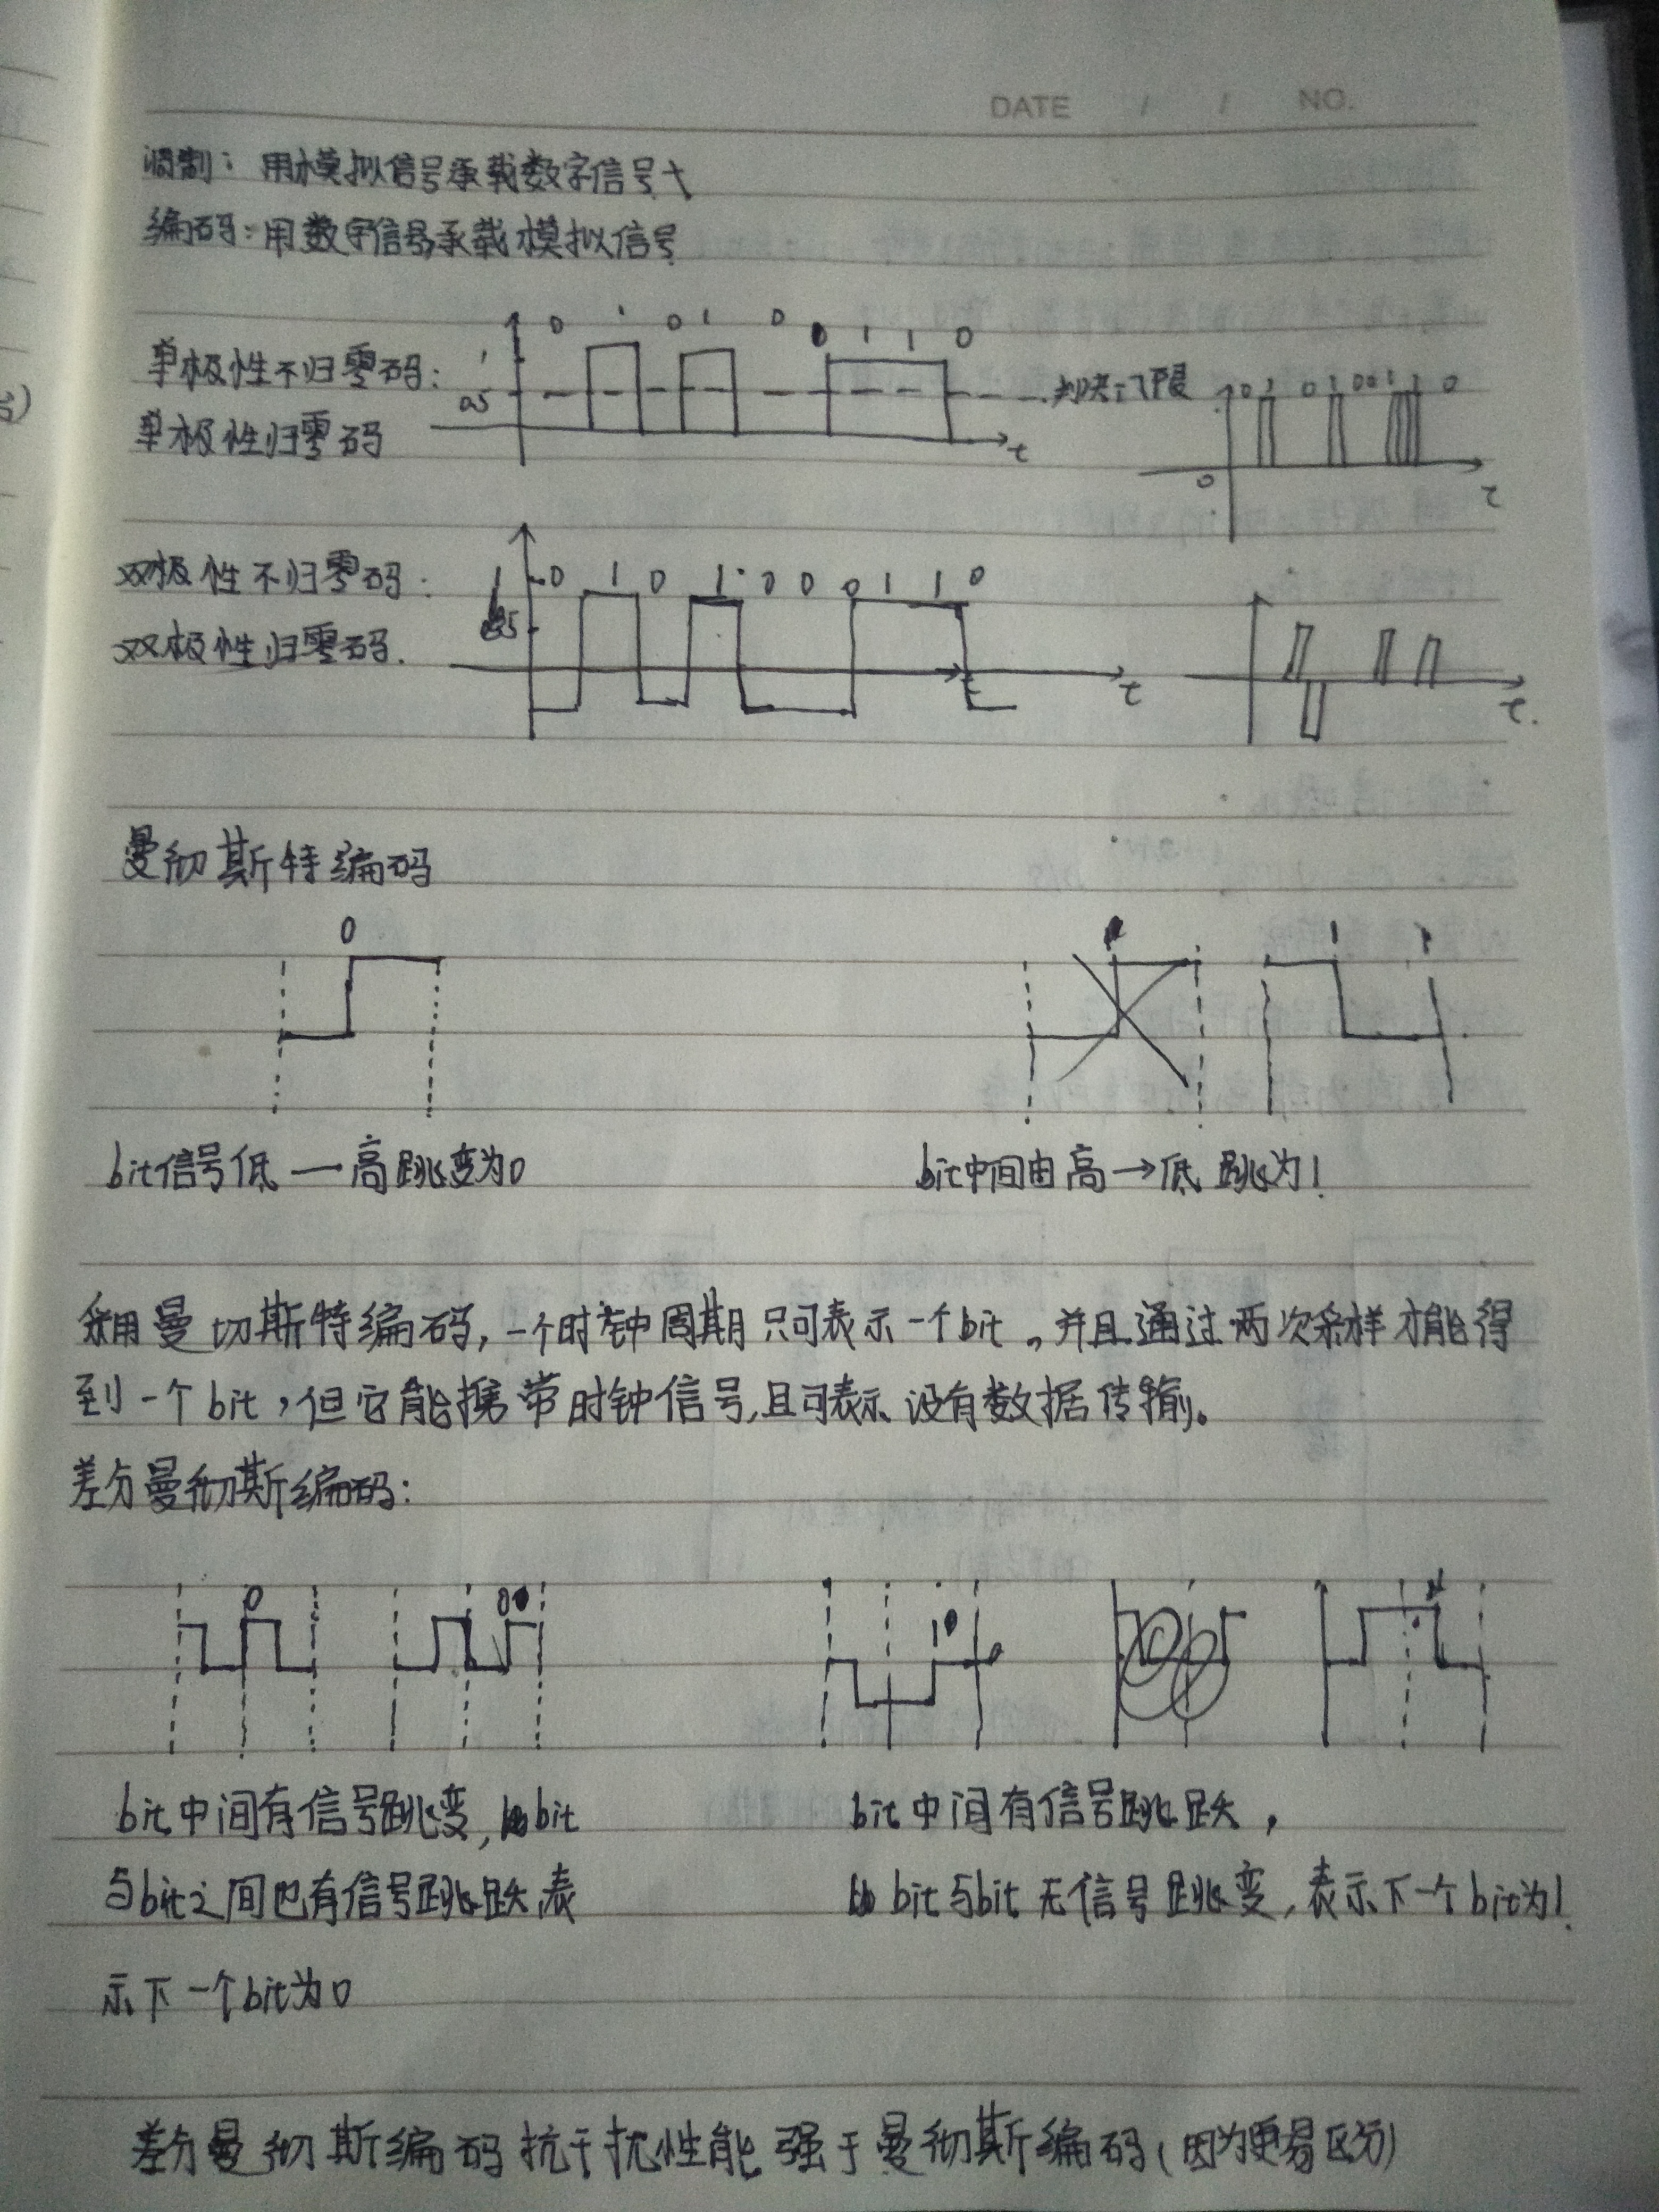 DATE / / NO.
调制：用模拟信号承载数字信号
编码：用数字信号承载模拟信号
0 1 0 1 0 0 1 1 0
单极性不归零码：
1
0.5
判决门限
0 1 0 1 0 0 1 1 0
单极性归零码
t
0
t
双极性不归零码：
1
0 1 0 1 0 0 0 1 1 0
0.5
双极性归零码.
t
t
t.
曼彻斯特编码
0
1
bit信号低—高跳变为0
bit中间由高→低跳为1
采用曼切斯特编码，一个时钟周期只可表示一个bit，并且通过两次采样才能得
到一个bit，但它能携带时钟信号，且可表示没有数据传输。
差分曼彻斯编码：
0
0
1
bit中间有信号跳变，bit
与bit之间也有信号跳跃表
示下一个bit为0
bit中间有信号跳跃，
bit与bit无信号跳变，表示下一个bit为1.
差分曼彻斯编码抗干扰性能强于曼彻斯编码（因为更易区分）